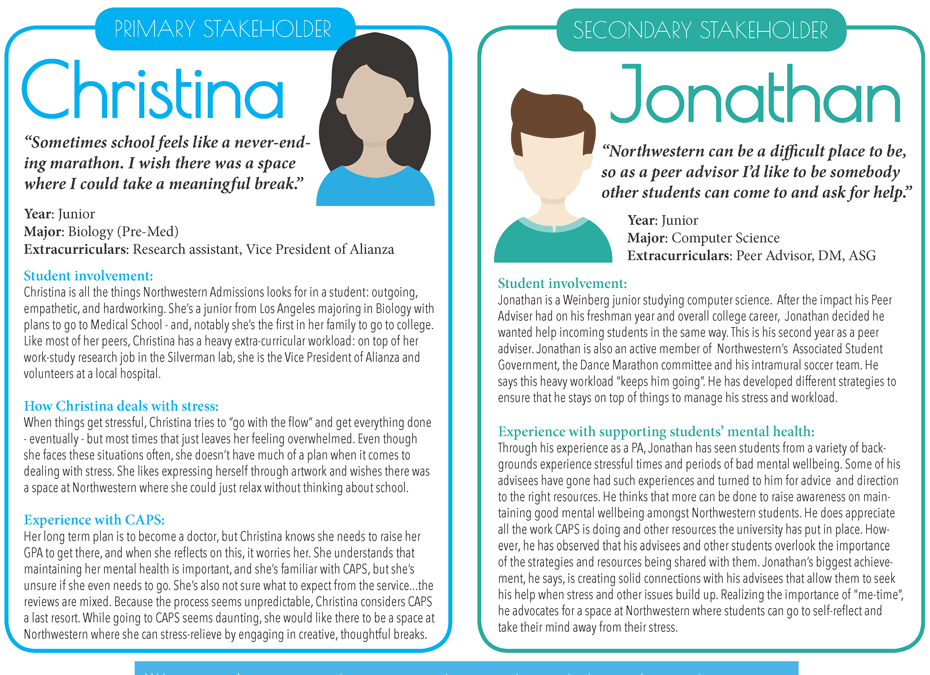 PRIMARY STAKEHOLDER
Christina
“Sometimes school feels like a never-end-
ing marathon. I wish there was a space
where I could take a meaningful break.”
Year: Junior
Major: Biology (Pre-Med)
Extracurriculars: Research assistant, Vice President of Alianza
Student involvement:
Christina is all the things Northwestern Admissions looks for in a student: outgoing,
empathetic, and hardworking. She’s a junior from Los Angeles majoring in Biology with
plans to go to Medical School - and, notably she’s the first in her family to go to college.
Like most of her peers, Christina has a heavy extra-curricular workload: on top of her
work-study research job in the Silverman lab, she is the Vice President of Alianza and
volunteers at a local hospital.
How Christina deals with stress:
When things get stressful, Christina tries to “go with the flow” and get everything done
- eventually - but most times that just leaves her feeling overwhelmed. Even though
she faces these situations often, she doesn’t have much of a plan when it comes to
dealing with stress. She likes expressing herself through artwork and wishes there was
a space at Northwestern where she could just relax without thinking about school.
Experience with CAPS:
Her long term plan is to become a doctor, but Christina knows she needs to raise her
GPA to get there, and when she reflects on this, it worries her. She understands that
maintaining her mental health is important, and she’s familiar with CAPS, but she’s
unsure if she even needs to go. She’s also not sure what to expect from the service...the
reviews are mixed. Because the process seems unpredictable, Christina considers CAPS
a last resort. While going to CAPS seems daunting, she would like there to be a space at
Northwestern where she can stress-relieve by engaging in creative, thoughtful breaks.
SECONDARY STAKEHOLDER
Jonathan
“Northwestern can be a difficult place to be,
so as a peer advisor I’d like to be somebody
other students can come to and ask for help.”
Year: Junior
Major: Computer Science
Extracurriculars: Peer Advisor, DM, ASG
Student involvement:
Jonathan is a Weinberg junior studying computer science. After the impact his Peer
Adviser had on his freshman year and overall college career, Jonathan decided he
wanted help incoming students in the same way. This is his second year as a peer
adviser. Jonathan is also an active member of Northwestern’s Associated Student
Government, the Dance Marathon committee and his intramural soccer team. He
says this heavy workload “keeps him going”. He has developed different strategies to
ensure that he stays on top of things to manage his stress and workload.
Experience with supporting students’ mental health:
Through his experience as a PA, Jonathan has seen students from a variety of back-
grounds experience stressful times and periods of bad mental wellbeing. Some of his
advisees have gone had such experiences and turned to him for advice and direction
to the right resources. He thinks that more can be done to raise awareness on main-
taining good mental wellbeing amongst Northwestern students. He does appreciate
all the work CAPS is doing and other resources the university has put in place. How-
ever, he has observed that his advisees and other students overlook the importance
of the strategies and resources being shared with them. Jonathan’s biggest achieve-
ment, he says, is creating solid connections with his advisees that allow them to seek
his help when stress and other issues build up. Realizing the importance of “me-time”,
he advocates for a space at Northwestern where students can go to self-reflect and
take their mind away from their stress.